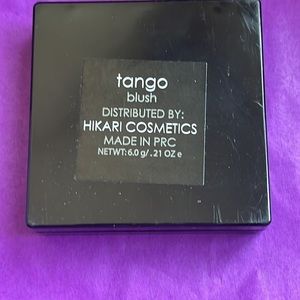 tango
blush
DISTRIBUTED BY:
HIKARI COSMETICS
MADE IN PRC
NETWT:6.0 g/.21 OZ e